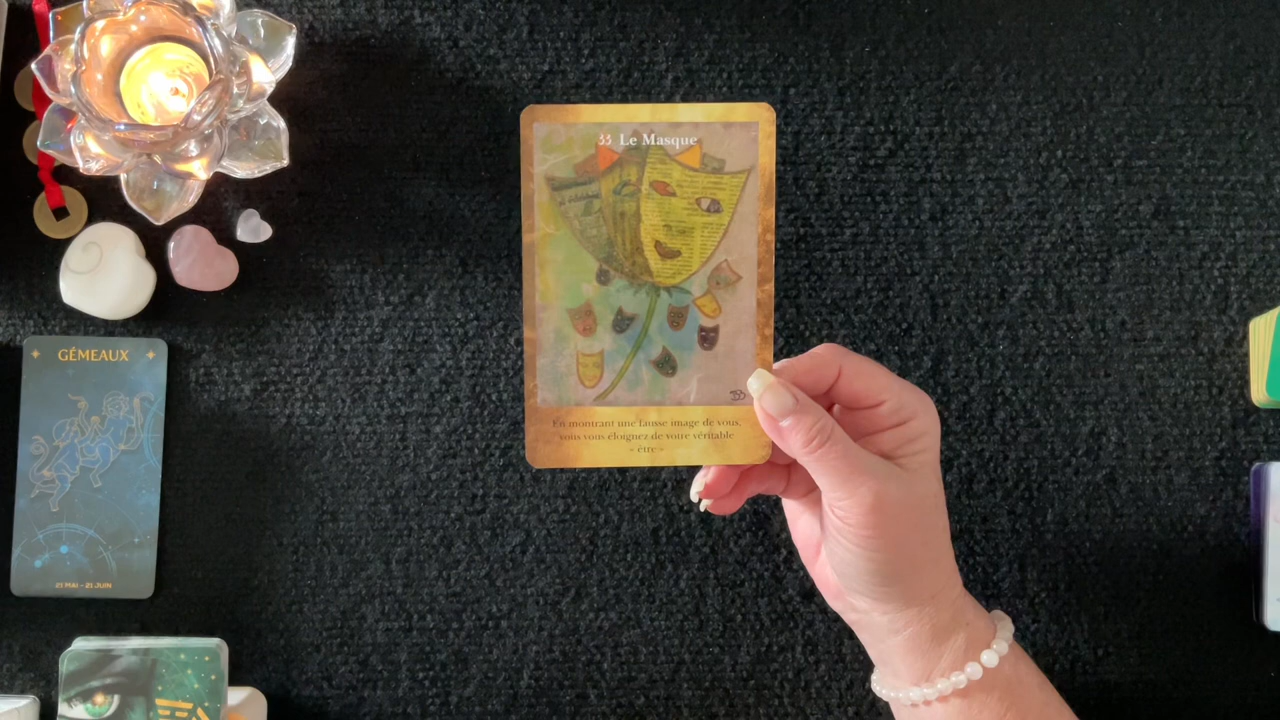 33 Le Masque
En montrant une fausse image de vous,
vous vous éloignez de votre véritable
« être »
GÉMEAUX
21 MAI - 21 JUIN